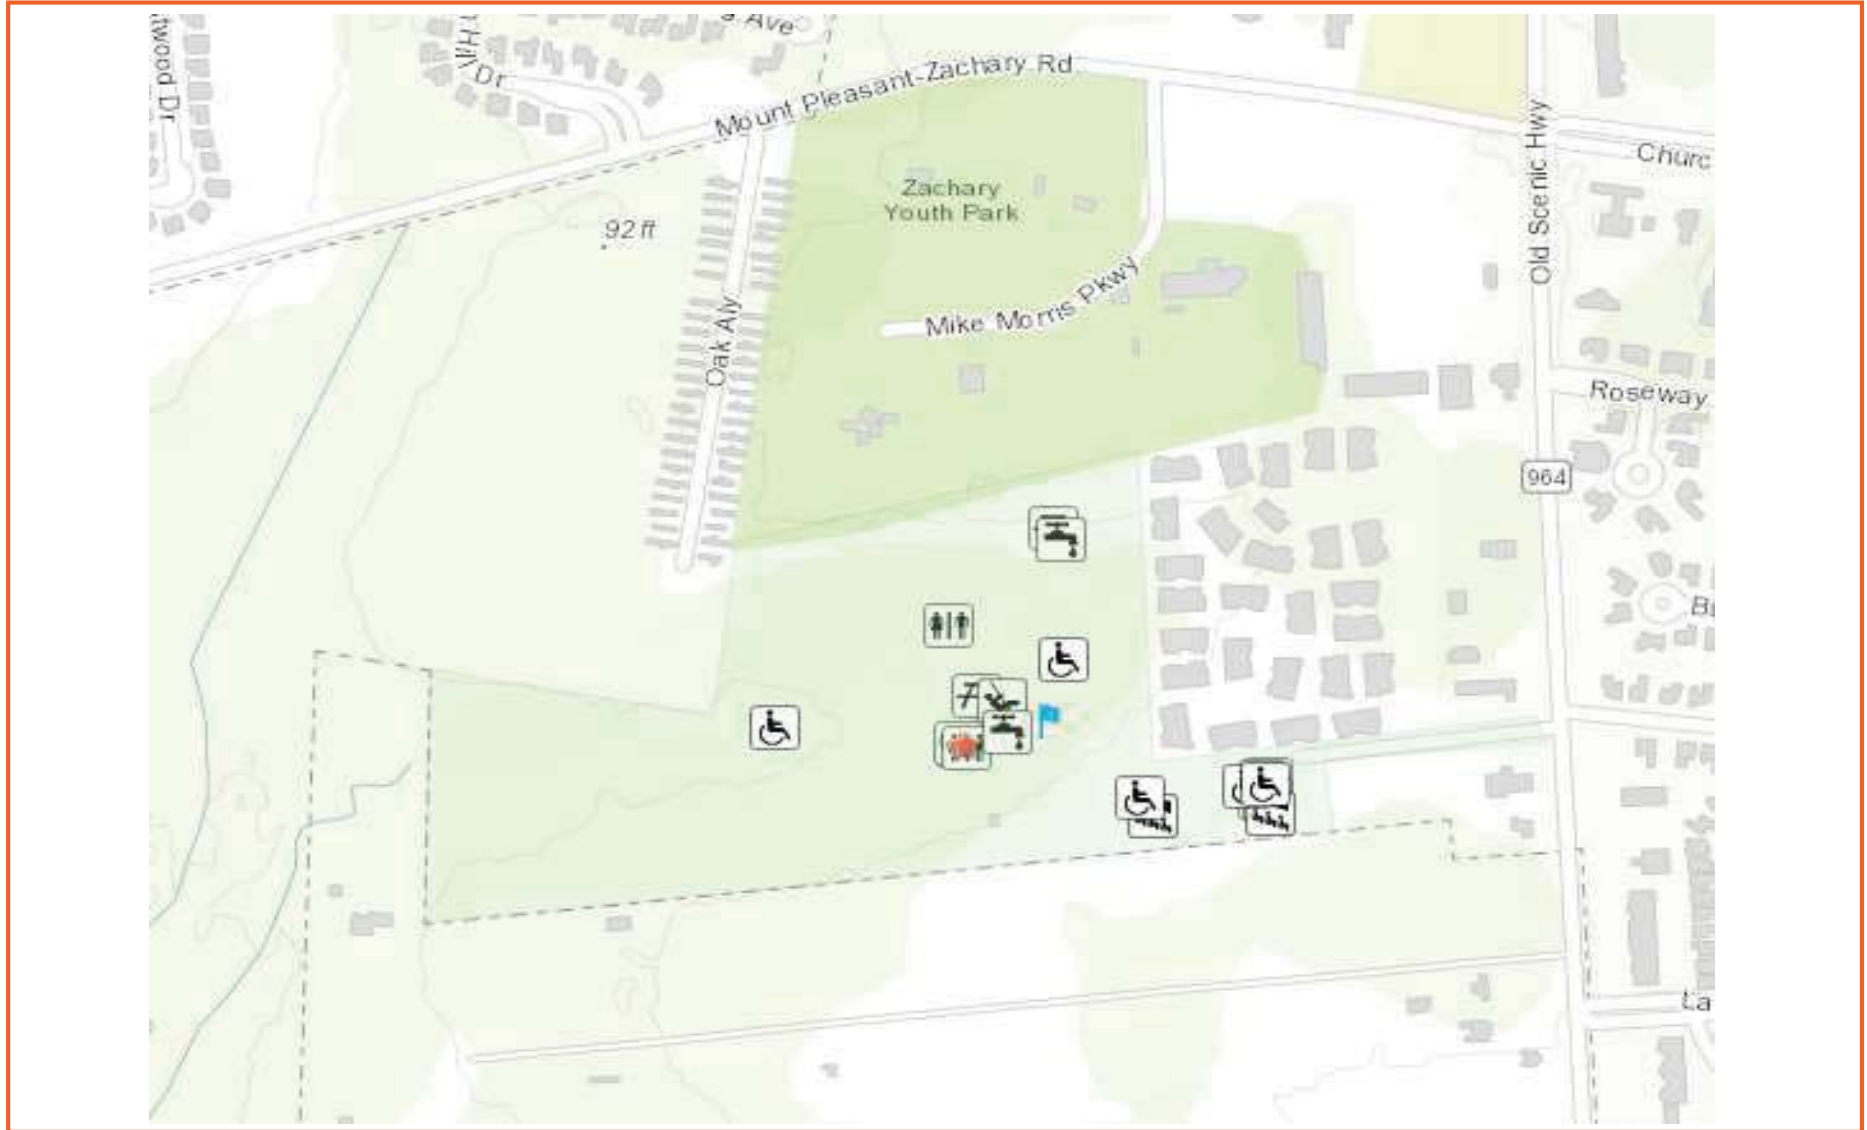 Ave
Dr
Mount Pleasant-Zachary Rd
Churc
Zachary
Youth Park
92 ft
Old Scenic Hwy
Mike Morris Pkwy
Oak Aly
Roseway
964
La